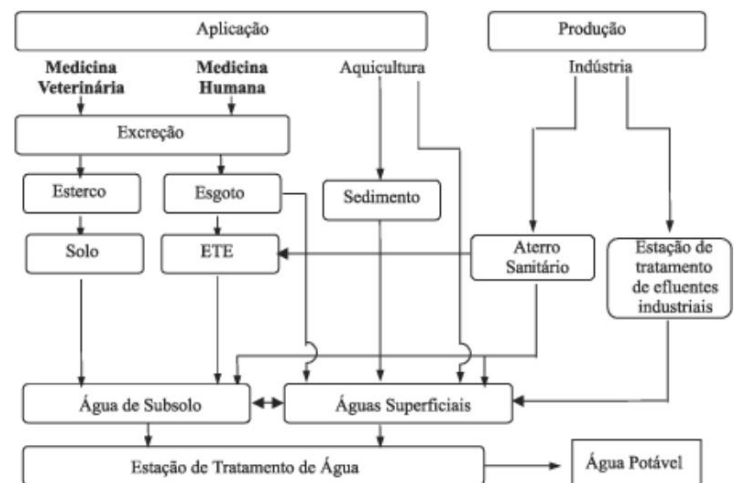 Aplicação
Produção
Medicina
Veterinária
Medicina
Humana
Aquicultura
Indústria
Excreção
Esterco
Esgoto
Sedimento
Solo
ETE
Aterro
Sanitário
Estação de
tratamento
de efluentes
industriais
Água de Subsolo
Águas Superficiais
Estação de Tratamento de Água
Água Potável